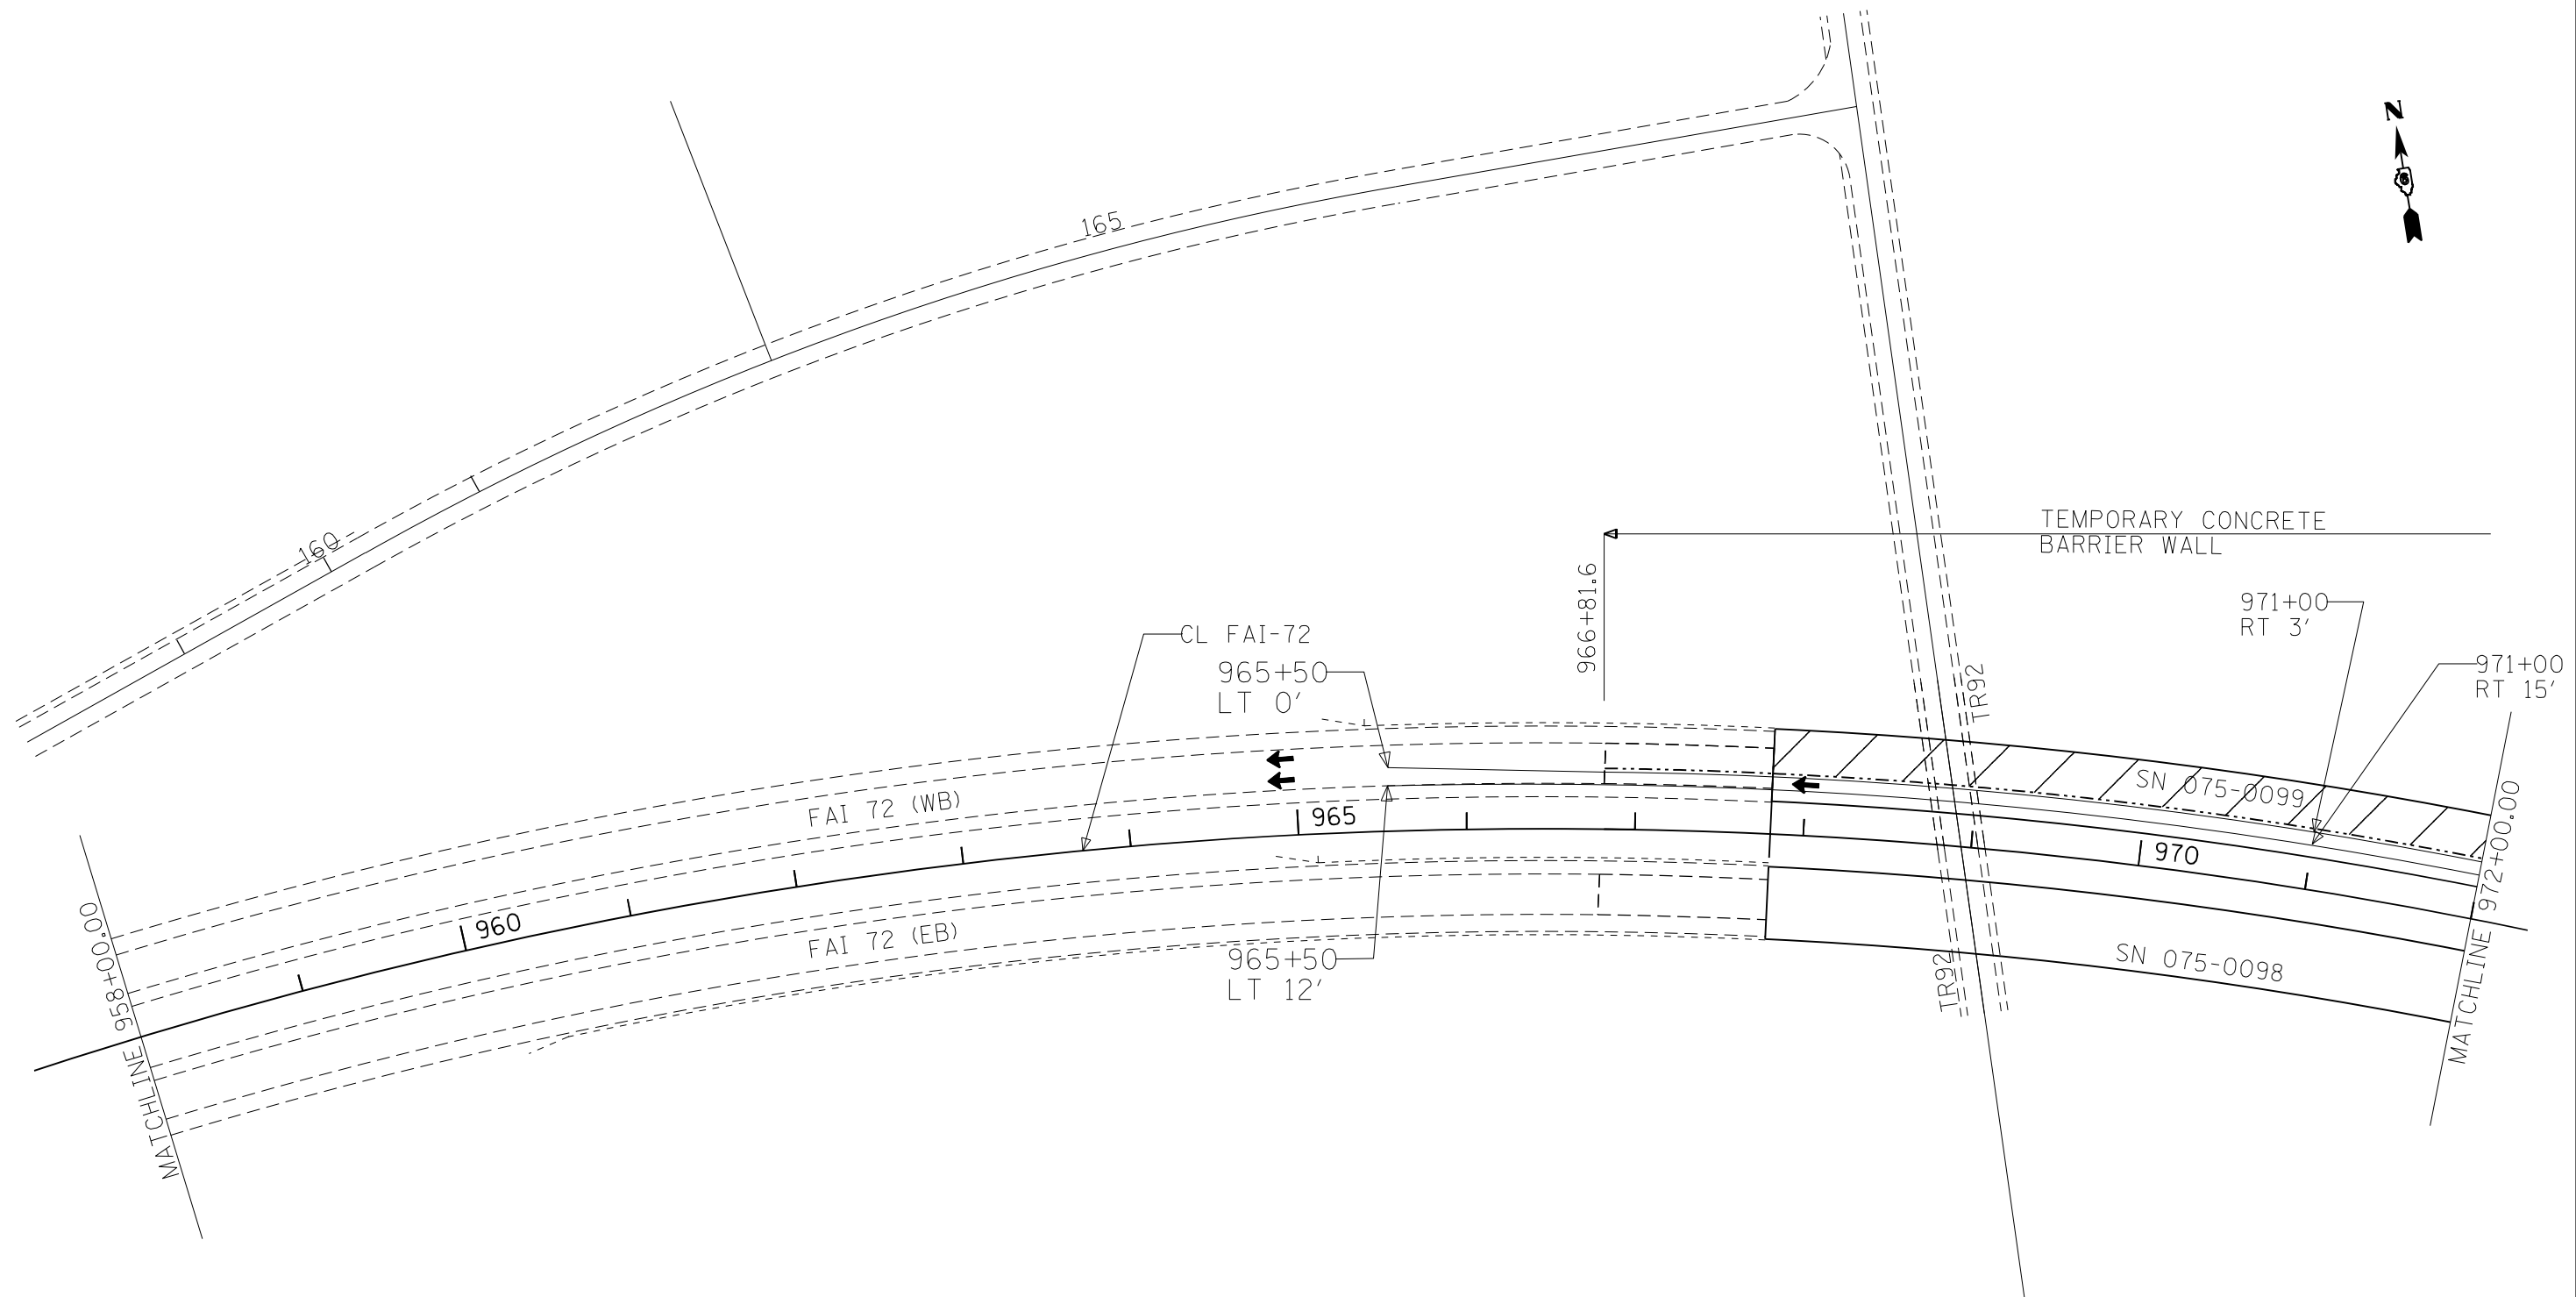 N
6
165
160
TEMPORARY CONCRETE
BARRIER WALL
966+81.6
971+00
RT 3'
971+00
RT 15'
CL FAI-72
965+50
LT 0'
TR92
FAI 72 (WB)
965
SN 075-0099
970
960
FAI 72 (EB)
965+50
LT 12'
TR92
SN 075-0098
MATCHLINE 958+00.00
MATCHLINE 972+00.00